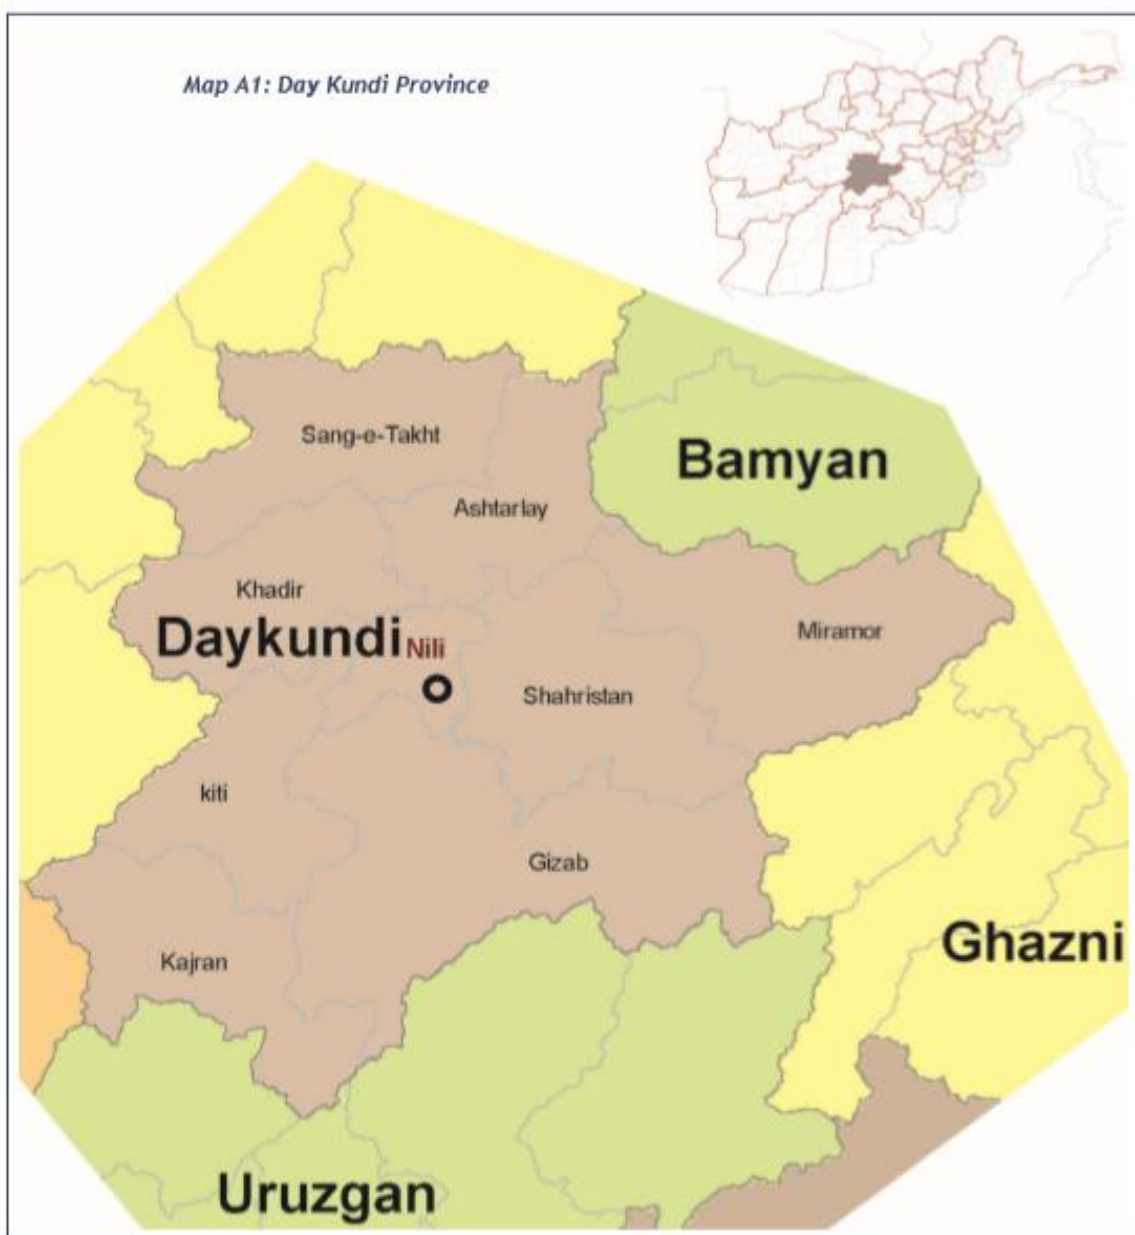 Map A1: Day Kundi Province
Sang-e-Takht
Bamyan
Ashtarlay
Khadir
Miramor
Daykundi
Nili
Shahristan
kiti
Gizab
Ghazni
Kajran
Uruzgan